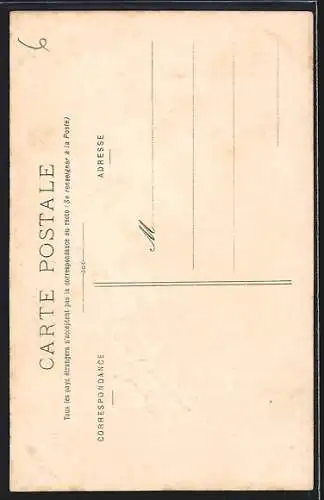 6
CARTE POSTALE
Tous les pays étrangers n'acceptent pas la correspondance au recto (Se renseigner à la Poste)
CORRESPONDANCE
ADRESSE
M